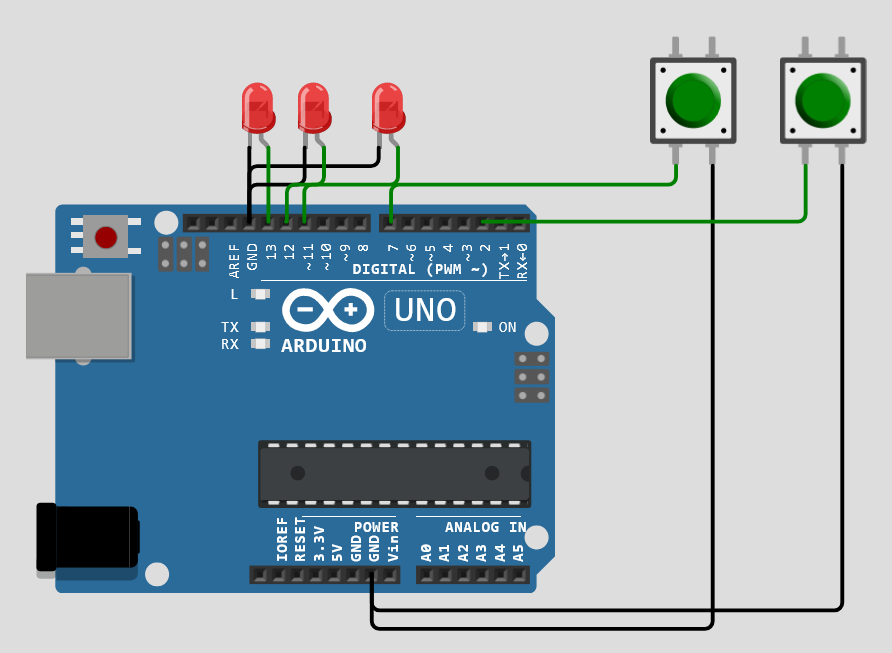 AREF GND 13 12 ~11 ~10 ~9 8 7 ~6 ~5 4 ~3 2 TX→1 RX←0
DIGITAL (PWM ~)
L
UNO
TX
ON
RX
ARDUINO
POWER
ANALOG IN
IOREF RESET 3.3V 5V GND GND Vin A0 A1 A2 A3 A4 A5